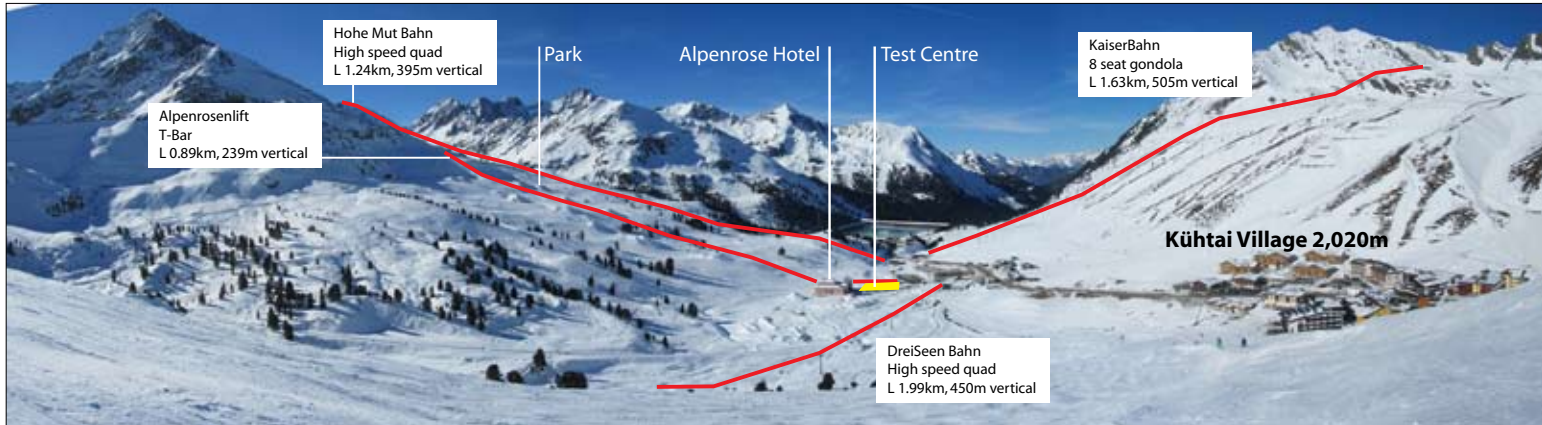 Hohe Mut Bahn
High speed quad
L 1.24km, 395m vertical
Park
Alpenrose Hotel
Test Centre
KaiserBahn
8 seat gondola
L 1.63km, 505m vertical
Alpenrosenlift
T-Bar
L 0.89km, 239m vertical
Kühtai Village 2,020m
DreiSeen Bahn
High speed quad
L 1.99km, 450m vertical